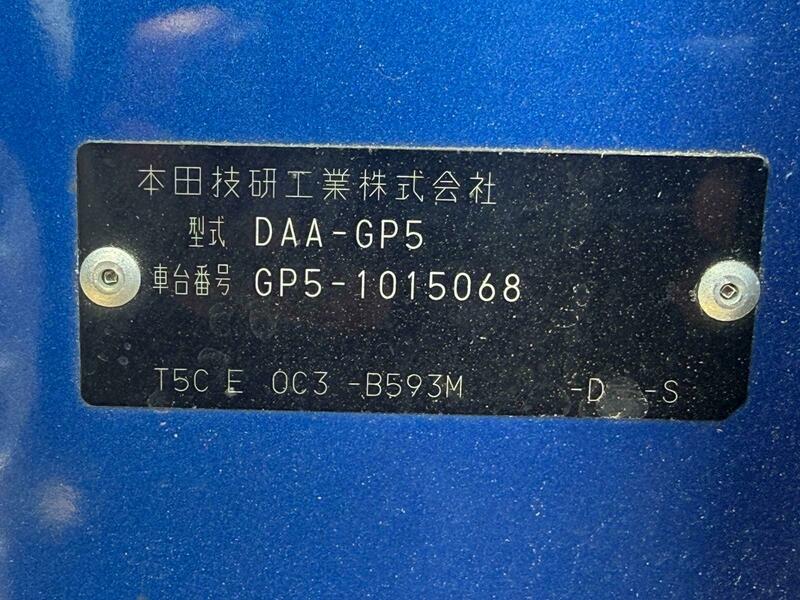 本田技研工業株式会社
型式 DAA-GP5
車台番号 GP5-1015068
T5C E 0C3 -B593M -D -S